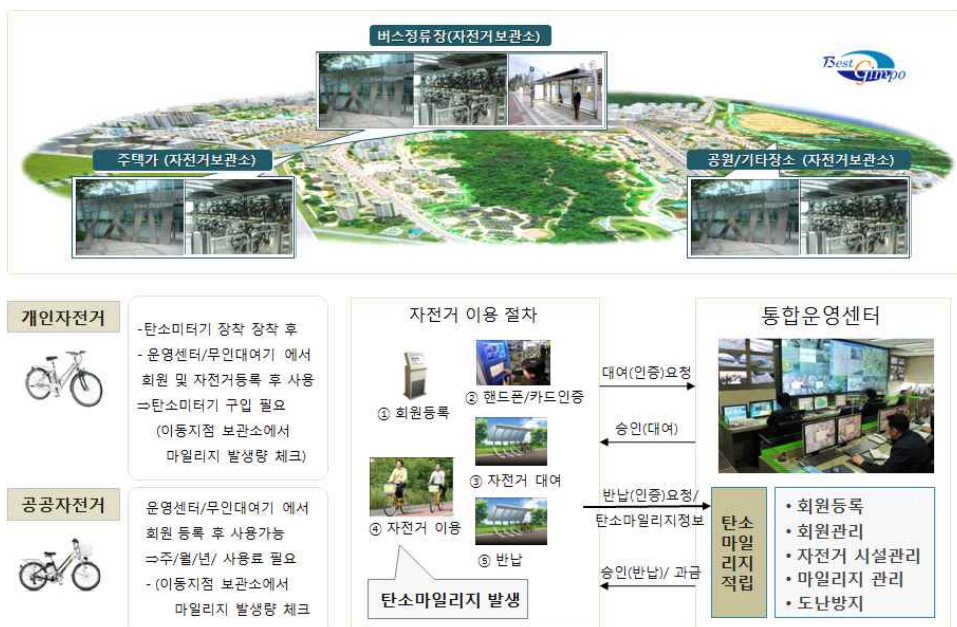 버스정류장(자전거보관소)
Best
Gimpo
주택가 (자전거보관소)
공원/기타장소 (자전거보관소)
개인자전거
-탄소미터기 장착 장착 후
- 운영센터/무인대여기 에서
회원 및 자전거등록 후 사용
⇒탄소미터기 구입 필요
(이동지점 보관소에서
마일리지 발생량 체크)
공공자전거
운영센터/무인대여기 에서
회원 등록 후 사용가능
⇒주/월/년/ 사용료 필요
- (이동지점 보관소에서
마일리지 발생량 체크
자전거 이용 절차
① 회원등록
② 핸드폰/카드인증
③ 자전거 대여
④ 자전거 이용
⑤ 반납
탄소마일리지 발생
대여(인증)요청
승인(대여)
반납(인증)요청/
탄소마일리지정보
승인(반납)/ 과금
통합운영센터
탄소
마일
리지
적립
• 회원등록
• 회원관리
• 자전거 시설관리
• 마일리지 관리
• 도난방지